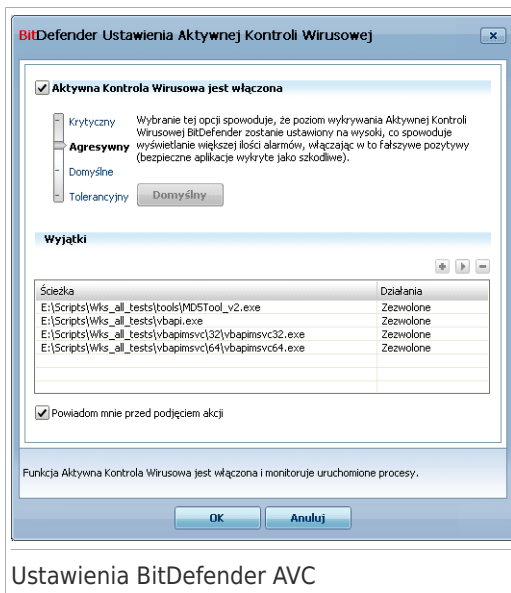 BitDefender Ustawienia Aktywnej Kontroli Wirusowej
Aktywna Kontrola Wirusowa jest włączona
Krytyczny
Agresywny
Domyślne
Tolerancyjny
Wybranie tej opcji spowoduje, że poziom wykrywania Aktywnej Kontroli
Wirusowej BitDefender zostanie ustawiony na wysoki, co spowoduje
wyświetlanie większej ilości alarmów, włączając w to fałszywe pozytywy
(bezpieczne aplikacje wykryte jako szkodliwe).
Domyślny
Wyjątki
Ścieżka Działania
E:\Scripts\Wks_all_tests\tools\MD5Tool_v2.exe Zezwolone
E:\Scripts\Wks_all_tests\vbapi.exe Zezwolone
E:\Scripts\Wks_all_tests\vbapimsvc\32\vbapimsvc32.exe Zezwolone
E:\Scripts\Wks_all_tests\vbapimsvc\64\vbapimsvc64.exe Zezwolone
Powiadom mnie przed podjęciem akcji
Funkcja Aktywna Kontrola Wirusowa jest włączona i monitoruje uruchomione procesy.
OK Anuluj
Ustawienia BitDefender AVC